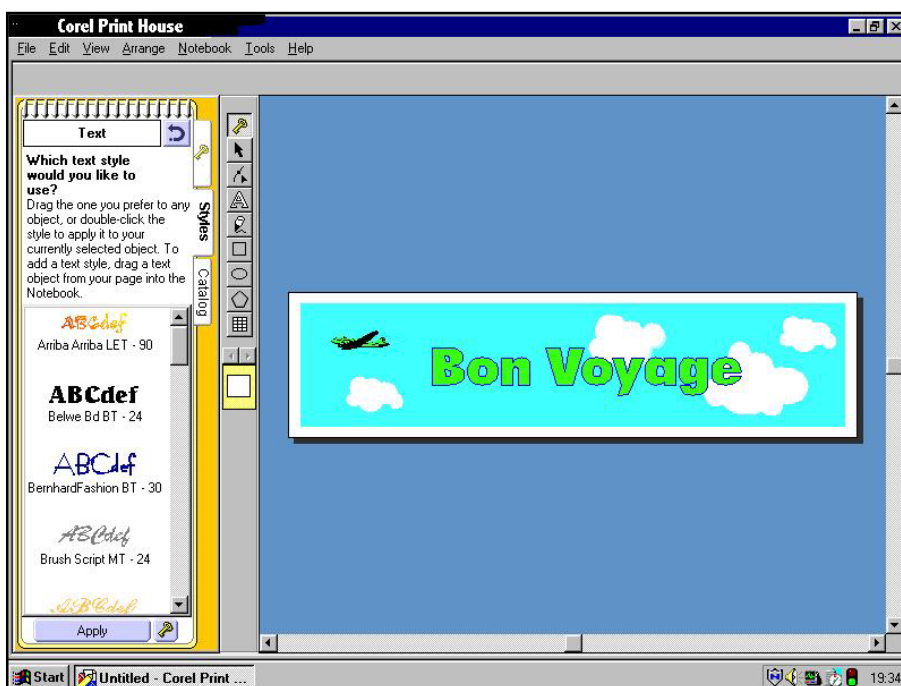 Corel Print House
File Edit View Arrange Notebook Tools Help
Text
Which text style
would you like to
use?
Drag the one you prefer to any
object, or double-click the
style to apply it to your
currently selected object. To
add a text style, drag a text
object from your page into the
Notebook.
Styles
Catalog
ABCdef
Arriba Arriba LET - 90
ABCdef
Belwe Bd BT - 24
ABCdef
BernhardFashion BT - 30
ABCdef
Brush Script MT - 24
ABCdef
Apply
Bon Voyage
Start Untitled - Corel Print ... 19:34